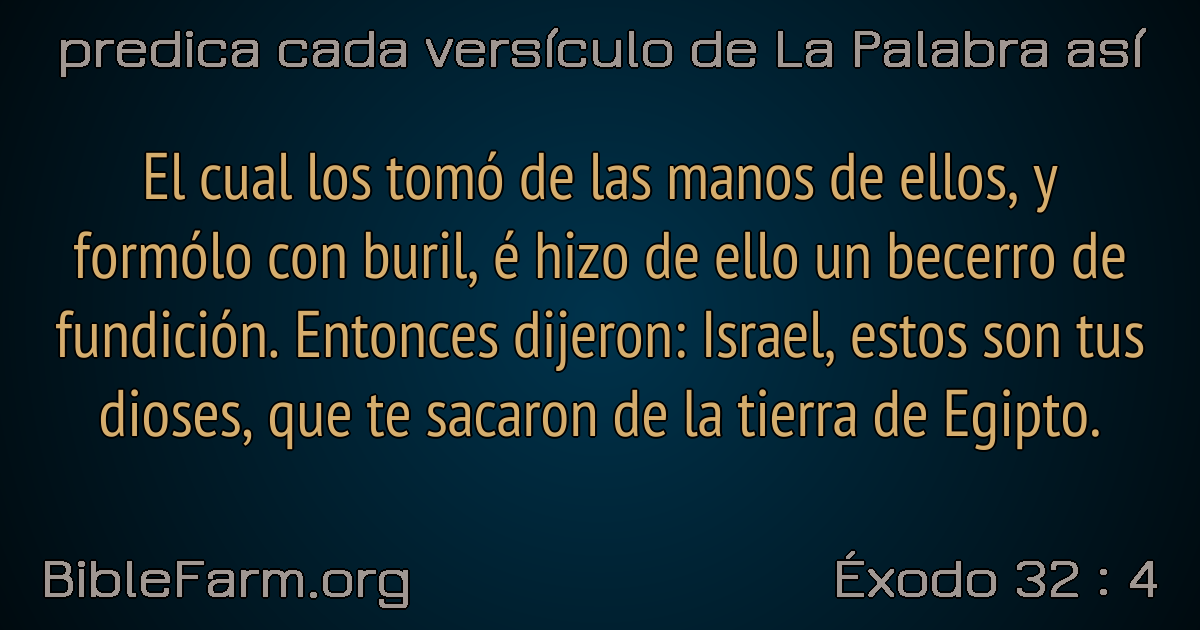 predica cada versículo de La Palabra así
El cual los tomó de las manos de ellos, y
formólo con buril, é hizo de ello un becerro de
fundición. Entonces dijeron: Israel, estos son tus
dioses, que te sacaron de la tierra de Egipto.
BibleFarm.org
Éxodo 32 : 4